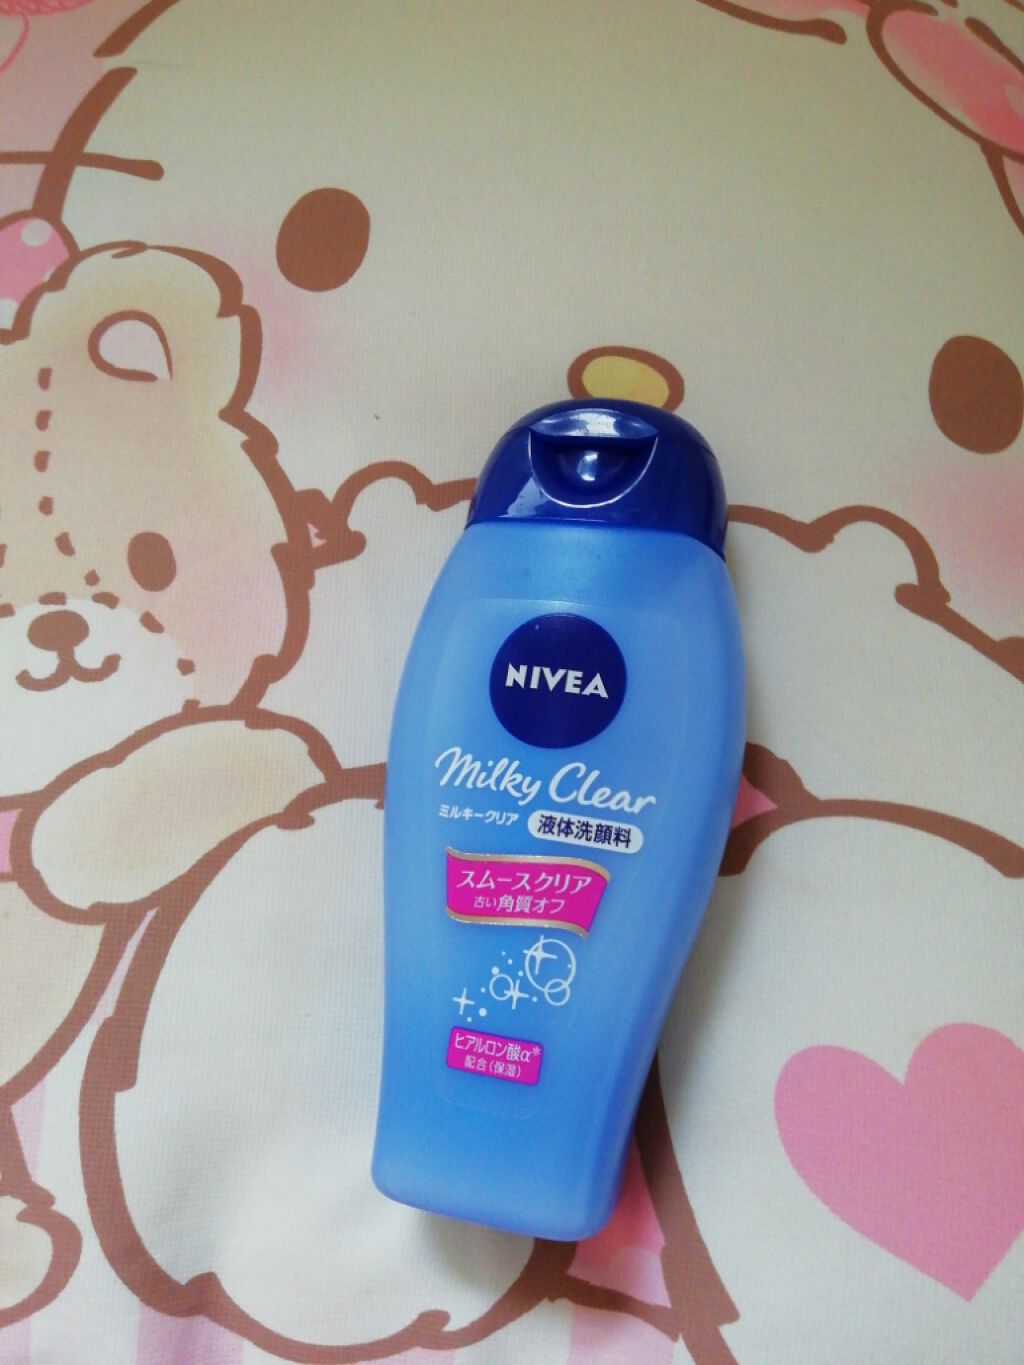 NIVEA
Milky Clear
ミルキークリア 液体洗顔料
スムースクリア
古い角質オフ
ヒアルロン酸α*
配合(保湿)